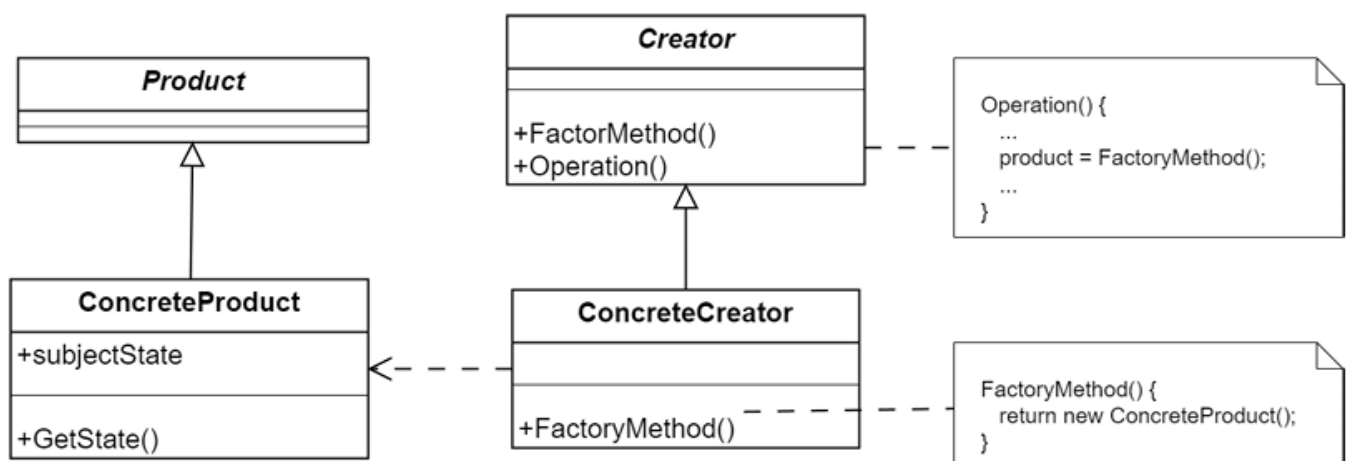 Product
ConcreteProduct
+subjectState
+GetState()
Creator
+FactorMethod()
+Operation()
ConcreteCreator
+FactoryMethod()
Operation() {
...
product = FactoryMethod();
...
}
FactoryMethod() {
return new ConcreteProduct();
}